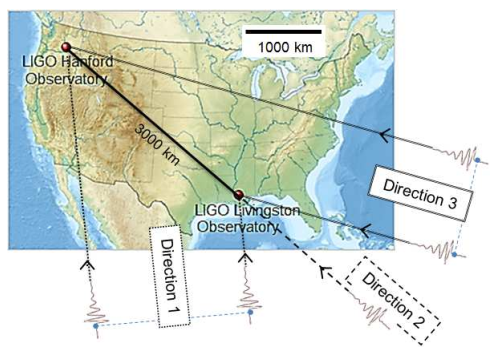 1000 km
LIGO Hanford
Observatory
3000 km
Direction 3
LIGO Livingston
Observatory
Direction 1
Direction 2